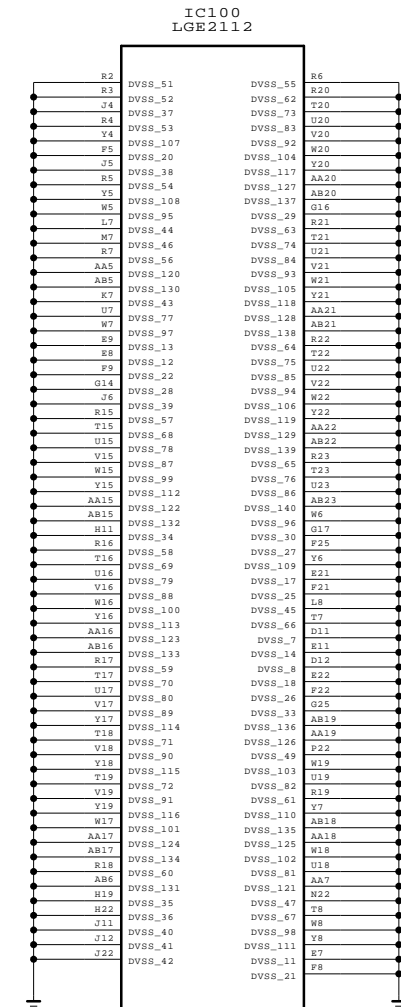 IC100
LGE2112
R2 DVSS_51 DVSS_55 R6
R3 DVSS_52 DVSS_62 R20
J4 DVSS_37 DVSS_73 T20
R4 DVSS_53 DVSS_83 U20
Y4 DVSS_107 DVSS_92 V20
F5 DVSS_20 DVSS_104 W20
J5 DVSS_38 DVSS_117 Y20
R5 DVSS_54 DVSS_127 AA20
Y5 DVSS_108 DVSS_137 AB20
W5 DVSS_95 DVSS_29 G16
L7 DVSS_44 DVSS_63 R21
M7 DVSS_46 DVSS_74 T21
R7 DVSS_56 DVSS_84 U21
AA5 DVSS_120 DVSS_93 V21
AB5 DVSS_130 DVSS_105 W21
K7 DVSS_43 DVSS_118 Y21
U7 DVSS_77 DVSS_128 AA21
W7 DVSS_97 DVSS_138 AB21
E9 DVSS_13 DVSS_64 R22
E8 DVSS_12 DVSS_75 T22
F9 DVSS_22 DVSS_85 U22
G14 DVSS_28 DVSS_94 V22
J6 DVSS_39 DVSS_106 W22
R15 DVSS_57 DVSS_119 Y22
T15 DVSS_68 DVSS_129 AA22
U15 DVSS_78 DVSS_139 AB22
V15 DVSS_87 DVSS_65 R23
W15 DVSS_99 DVSS_76 T23
Y15 DVSS_112 DVSS_86 U23
AA15 DVSS_122 DVSS_140 AB23
AB15 DVSS_132 DVSS_96 W6
H11 DVSS_34 DVSS_30 G17
R16 DVSS_58 DVSS_27 F25
T16 DVSS_69 DVSS_109 Y6
U16 DVSS_79 DVSS_17 E21
V16 DVSS_88 DVSS_25 F21
W16 DVSS_100 DVSS_45 L8
Y16 DVSS_113 DVSS_66 T7
AA16 DVSS_123 DVSS_7 D11
AB16 DVSS_133 DVSS_14 E11
R17 DVSS_59 DVSS_8 D12
T17 DVSS_70 DVSS_18 E22
U17 DVSS_80 DVSS_26 F22
V17 DVSS_89 DVSS_33 G25
Y17 DVSS_114 DVSS_136 AB19
T18 DVSS_71 DVSS_126 AA19
V18 DVSS_90 DVSS_49 P22
Y18 DVSS_115 DVSS_103 W19
T19 DVSS_72 DVSS_82 U19
V19 DVSS_91 DVSS_61 R19
Y19 DVSS_116 DVSS_110 Y7
W17 DVSS_101 DVSS_135 AB18
AA17 DVSS_124 DVSS_125 AA18
AB17 DVSS_134 DVSS_102 W18
R18 DVSS_60 DVSS_81 U18
AB6 DVSS_131 DVSS_121 AA7
H19 DVSS_35 DVSS_47 N22
H22 DVSS_36 DVSS_67 T8
J11 DVSS_40 DVSS_98 W8
J12 DVSS_41 DVSS_111 Y8
J22 DVSS_42 DVSS_11 E7
DVSS_21 F8